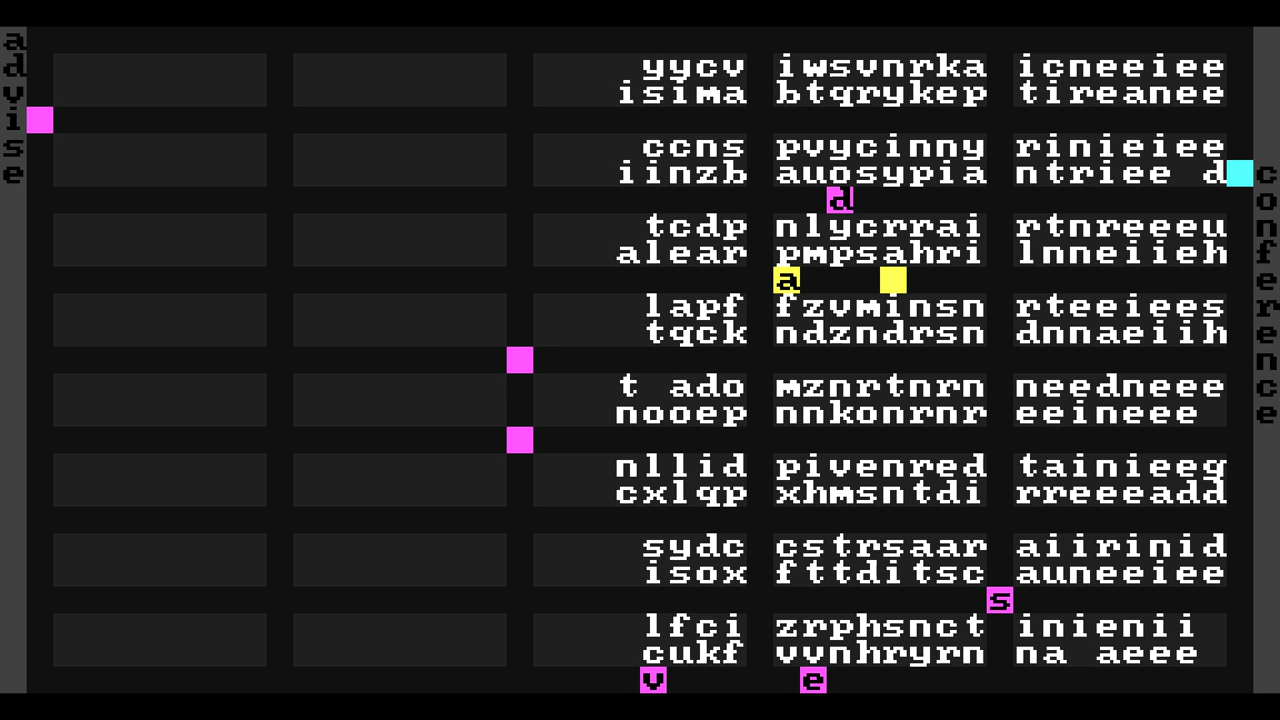 advise
yycv iwsvnrka icneeiee
isima btqrykep tireanee
ccns pvycinny rinieiee
iinzb auosypia ntriee d
d
tcdp nlycrrai rtnreeeu
alear pmpsahri lnneiieh
a
lapf fzvminsn rteeiees
tqck ndzndrsn dnnaeiih
t ado mznrtnrn needneee
nooep nnkonrnr eeineee
nllid pivenred tainieeg
cxlqp xhmsntdi rreeeadd
sydc cstrsaar aiirinid
isox fttditsc auneeiee
s
lfci zrphsnct inienii
cukf vvnhryrn na aeee
v e
conference